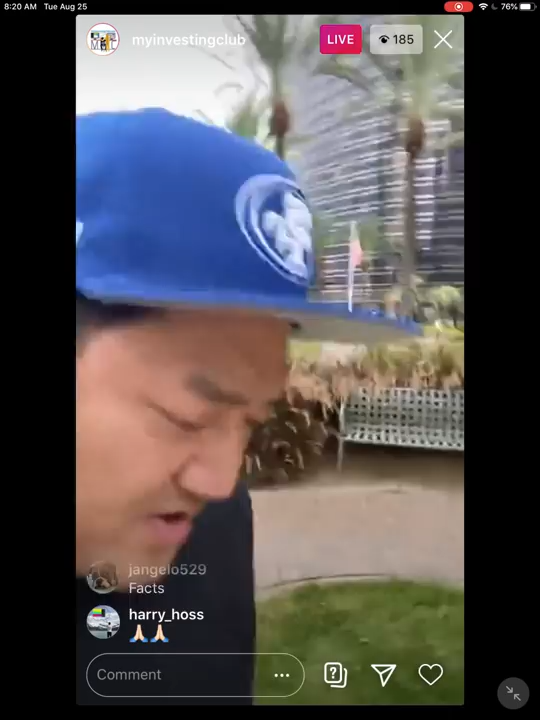 8:20 AM Tue Aug 25
76%
myinvestingclub
LIVE
185
jangelo529
Facts
harry_hoss
Comment